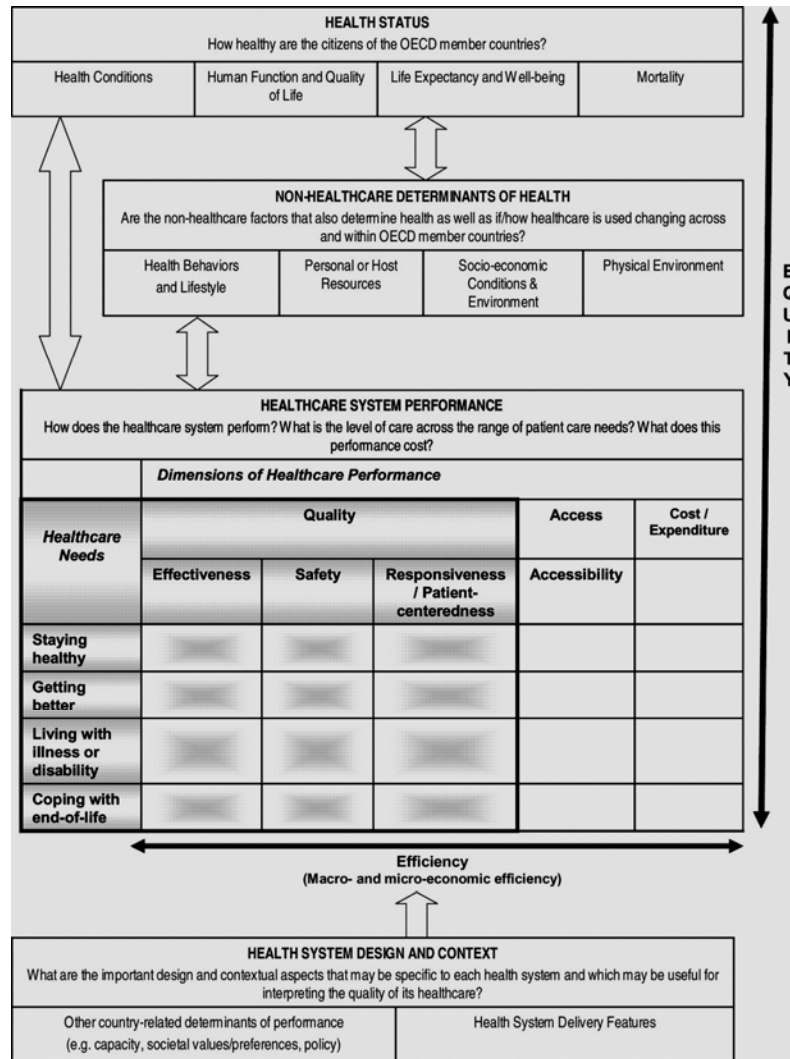 HEALTH STATUS
How healthy are the citizens of the OECD member countries?
Health Conditions
Human Function and Quality
of Life
Life Expectancy and Well-being
Mortality
NON-HEALTHCARE DETERMINANTS OF HEALTH
Are the non-healthcare factors that also determine health as well as if/how healthcare is used changing across
and within OECD member countries?
Health Behaviors
and Lifestyle
Personal or Host
Resources
Socio-economic
Conditions &
Environment
Physical Environment
EQUITY
HEALTHCARE SYSTEM PERFORMANCE
How does the healthcare system perform? What is the level of care across the range of patient care needs? What does this
performance cost?
Dimensions of Healthcare Performance
Healthcare
Needs
Quality
Access
Cost /
Expenditure
Effectiveness
Safety
Responsiveness
/ Patient-
centeredness
Accessibility
Staying
healthy
Getting
better
Living with
illness or
disability
Coping with
end-of-life
Efficiency
(Macro- and micro-economic efficiency)
HEALTH SYSTEM DESIGN AND CONTEXT
What are the important design and contextual aspects that may be specific to each health system and which may be useful for
interpreting the quality of its healthcare?
Other country-related determinants of performance
(e.g. capacity, societal values/preferences, policy)
Health System Delivery Features